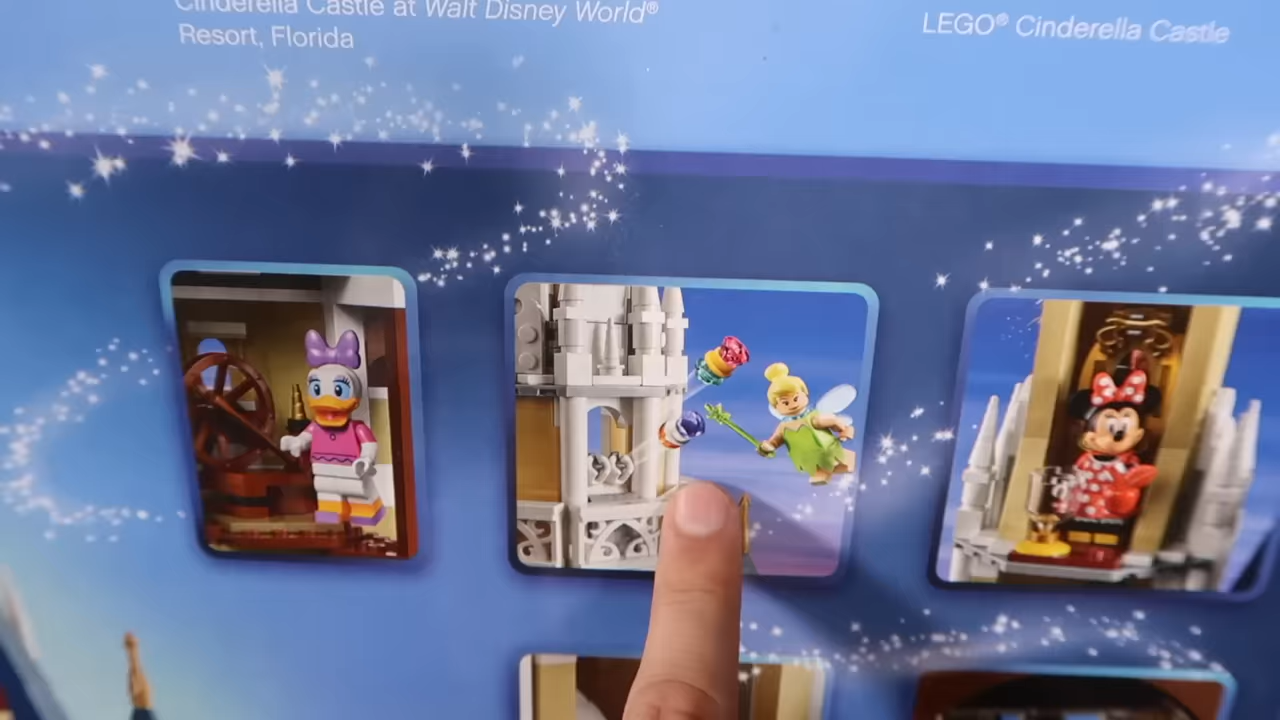 Cinderella Castle at Walt Disney World®
Resort, Florida
LEGO® Cinderella Castle